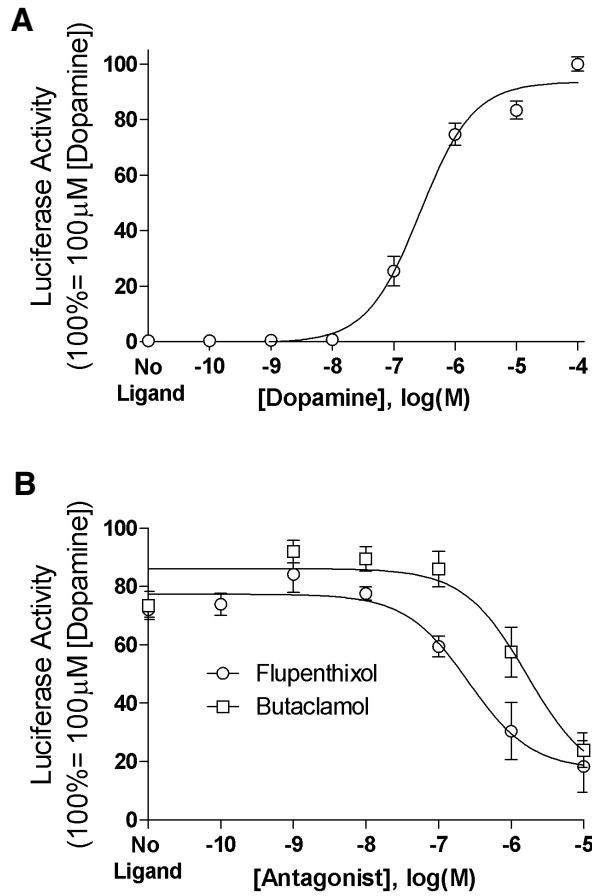 A
Luciferase Activity
(100%= 100μM [Dopamine])
100
80
60
40
20
0
No
Ligand
-10
-9
-8
-7
-6
-5
-4
[Dopamine], log(M)
B
Luciferase Activity
(100%= 100μM [Dopamine])
100
80
60
40
20
0
Flupenthixol
Butaclamol
No
Ligand
-10
-9
-8
-7
-6
-5
[Antagonist], log(M)